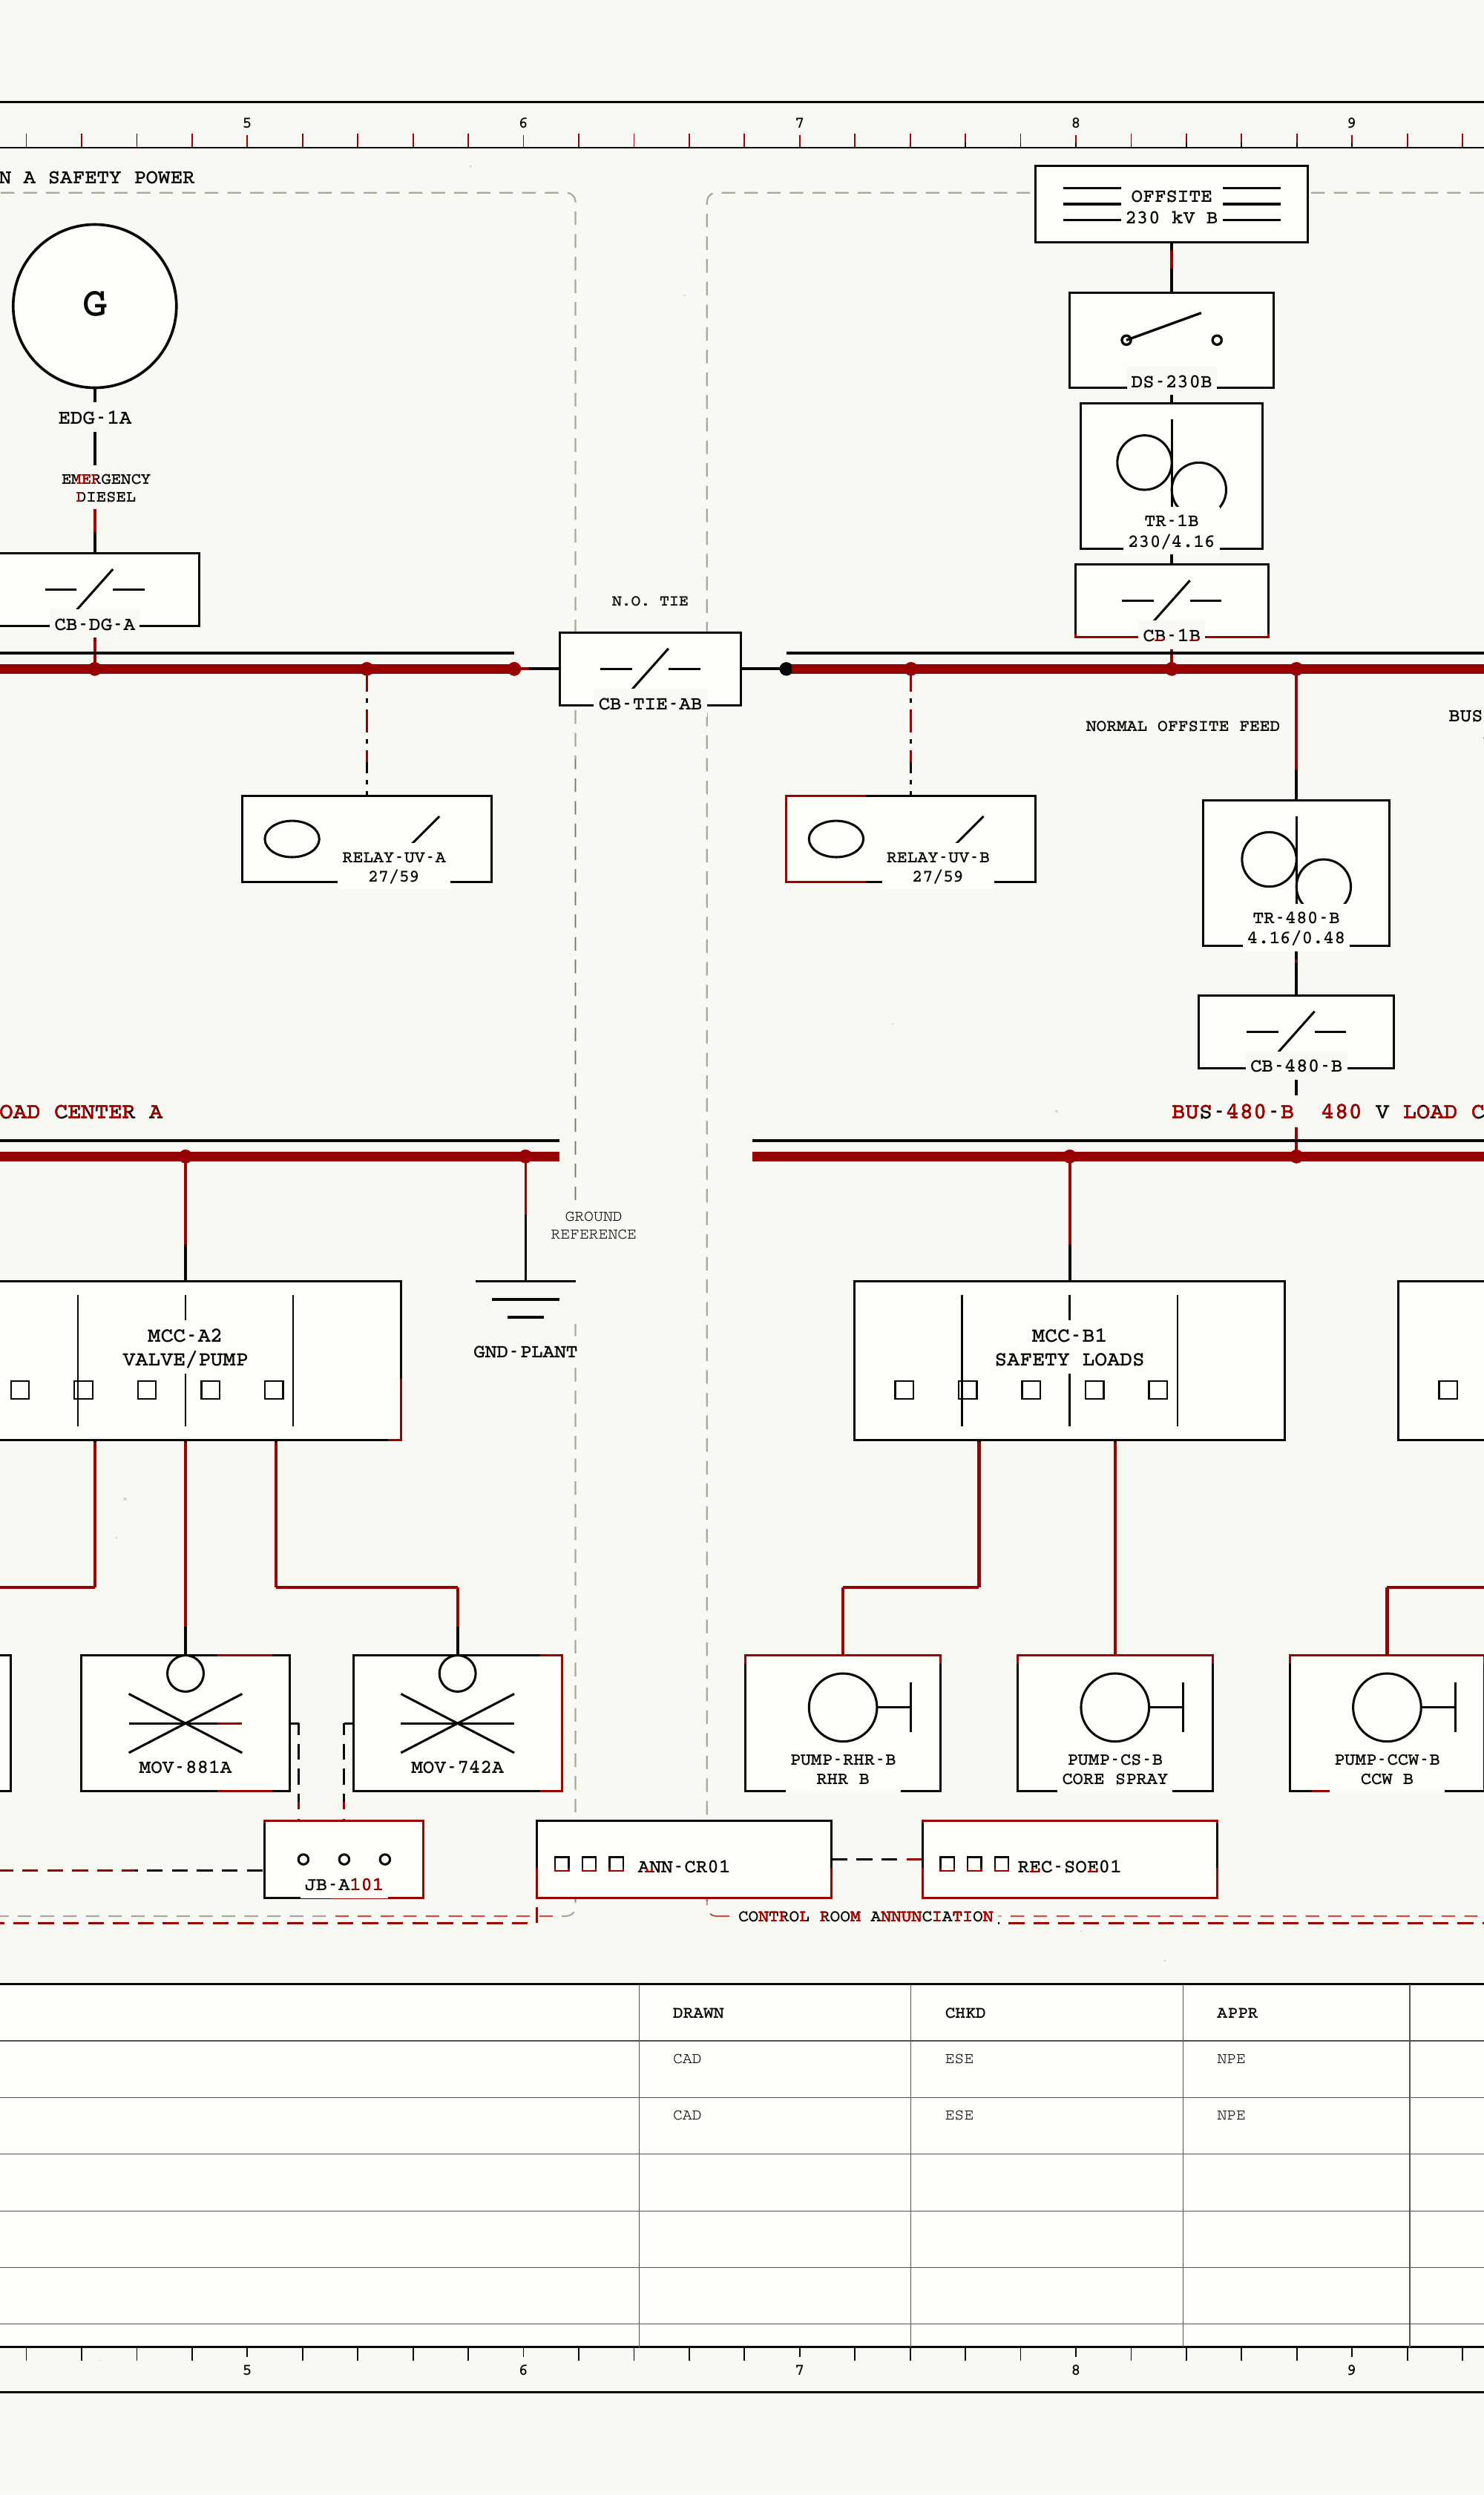 5 6 7 8 9
N A SAFETY POWER
OFFSITE
230 kV B
G
DS-230B
EDG-1A
EMERGENCY
DIESEL
TR-1B
230/4.16
CB-DG-A
N.O. TIE
CB-1B
CB-TIE-AB
NORMAL OFFSITE FEED
BUS
RELAY-UV-A
27/59
RELAY-UV-B
27/59
TR-480-B
4.16/0.48
CB-480-B
OAD CENTER A
BUS-480-B 480 V LOAD C
GROUND
REFERENCE
MCC-A2
VALVE/PUMP
GND-PLANT
MCC-B1
SAFETY LOADS
MOV-881A
MOV-742A
PUMP-RHR-B
RHR B
PUMP-CS-B
CORE SPRAY
PUMP-CCW-B
CCW B
JB-A101
ANN-CR01
REC-SOE01
CONTROL ROOM ANNUNCIATION
DRAWN CHKD APPR
CAD ESE NPE
CAD ESE NPE
5 6 7 8 9